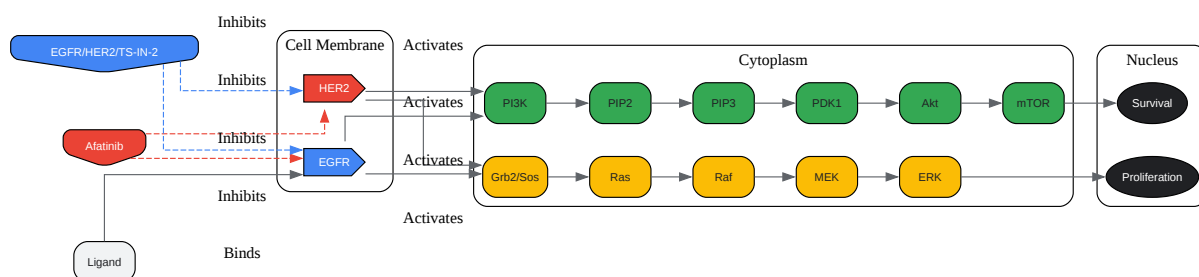 Inhibits
EGFR/HER2/TS-IN-2
Cell Membrane
Activates
Cytoplasm
Nucleus
Inhibits
HER2
Activates
PI3K
PIP2
PIP3
PDK1
Akt
mTOR
Survival
Afatinib
Inhibits
EGFR
Activates
Grb2/Sos
Ras
Raf
MEK
ERK
Proliferation
Inhibits
Activates
Ligand
Binds